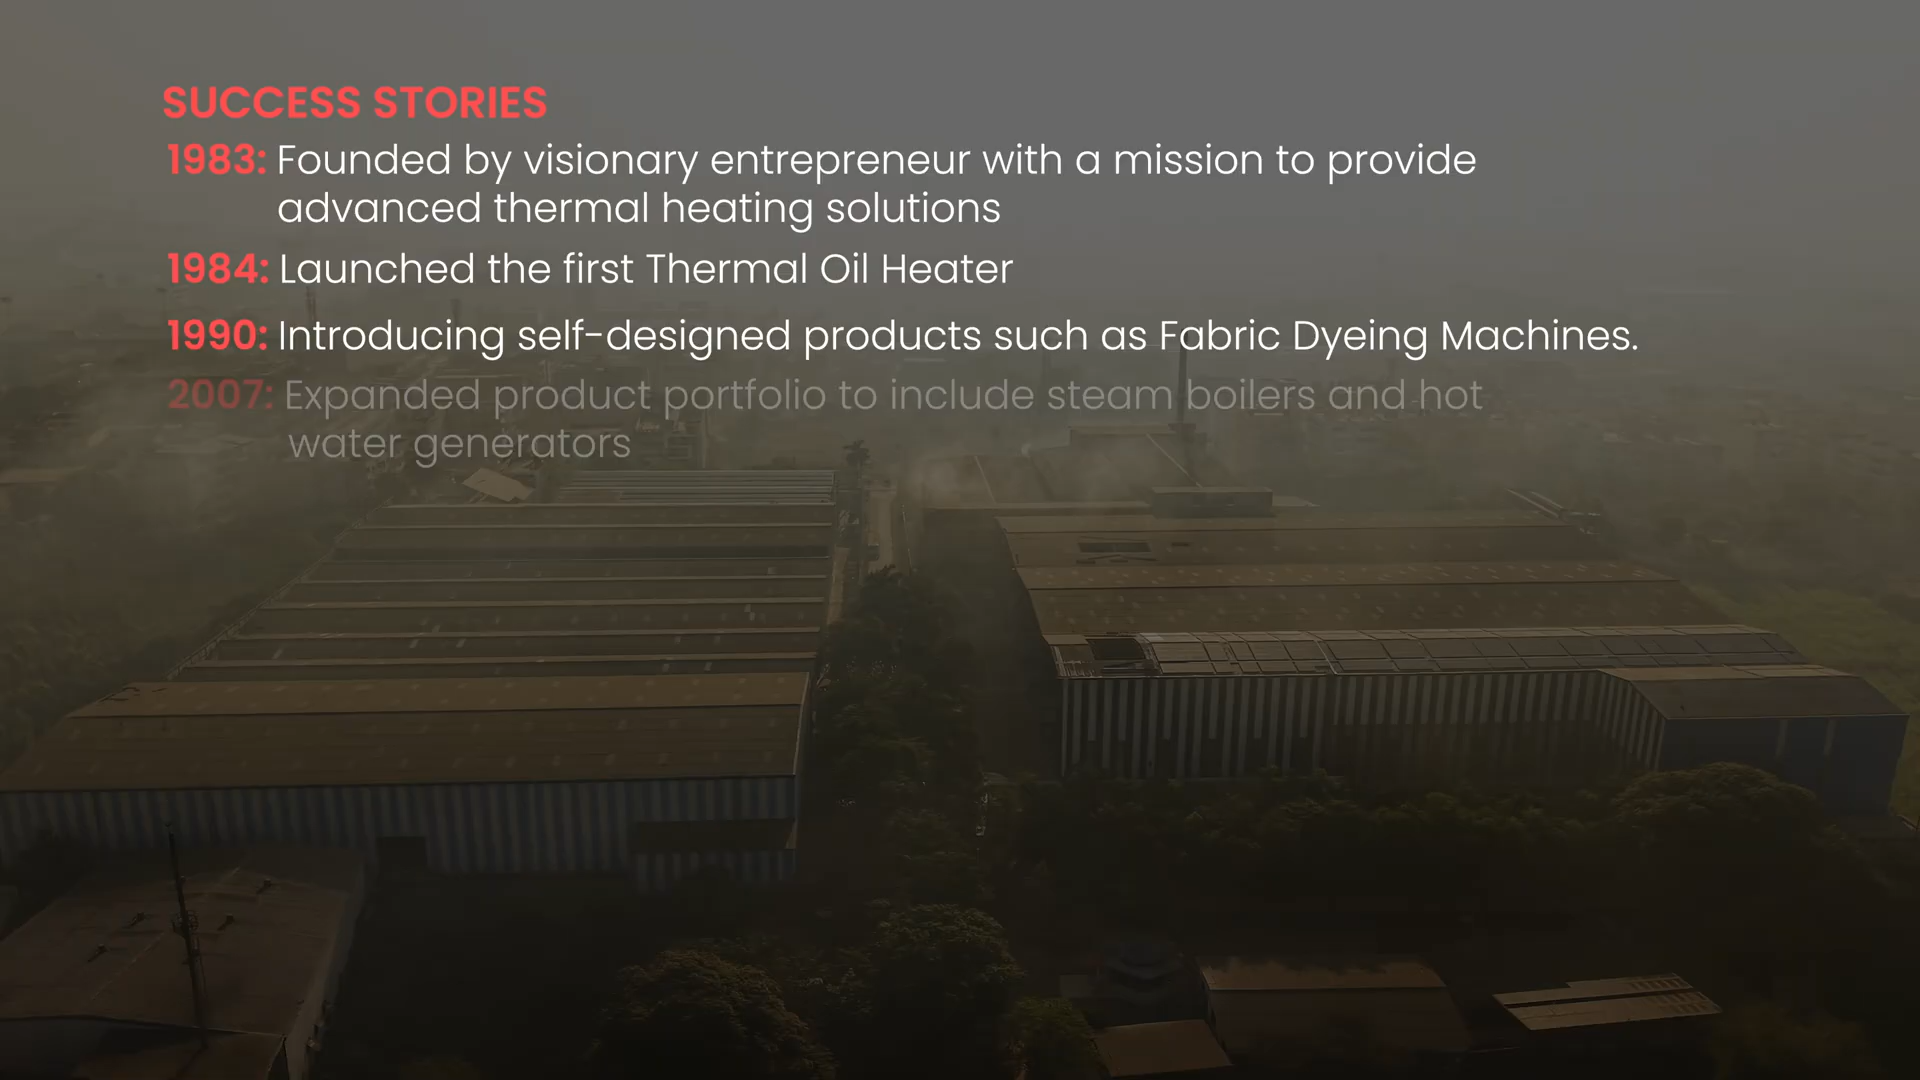 SUCCESS STORIES
1983: Founded by visionary entrepreneur with a mission to provide
advanced thermal heating solutions
1984: Launched the first Thermal Oil Heater
1990: Introducing self-designed products such as Fabric Dyeing Machines.
2007: Expanded product portfolio to include steam boilers and hot
water generators